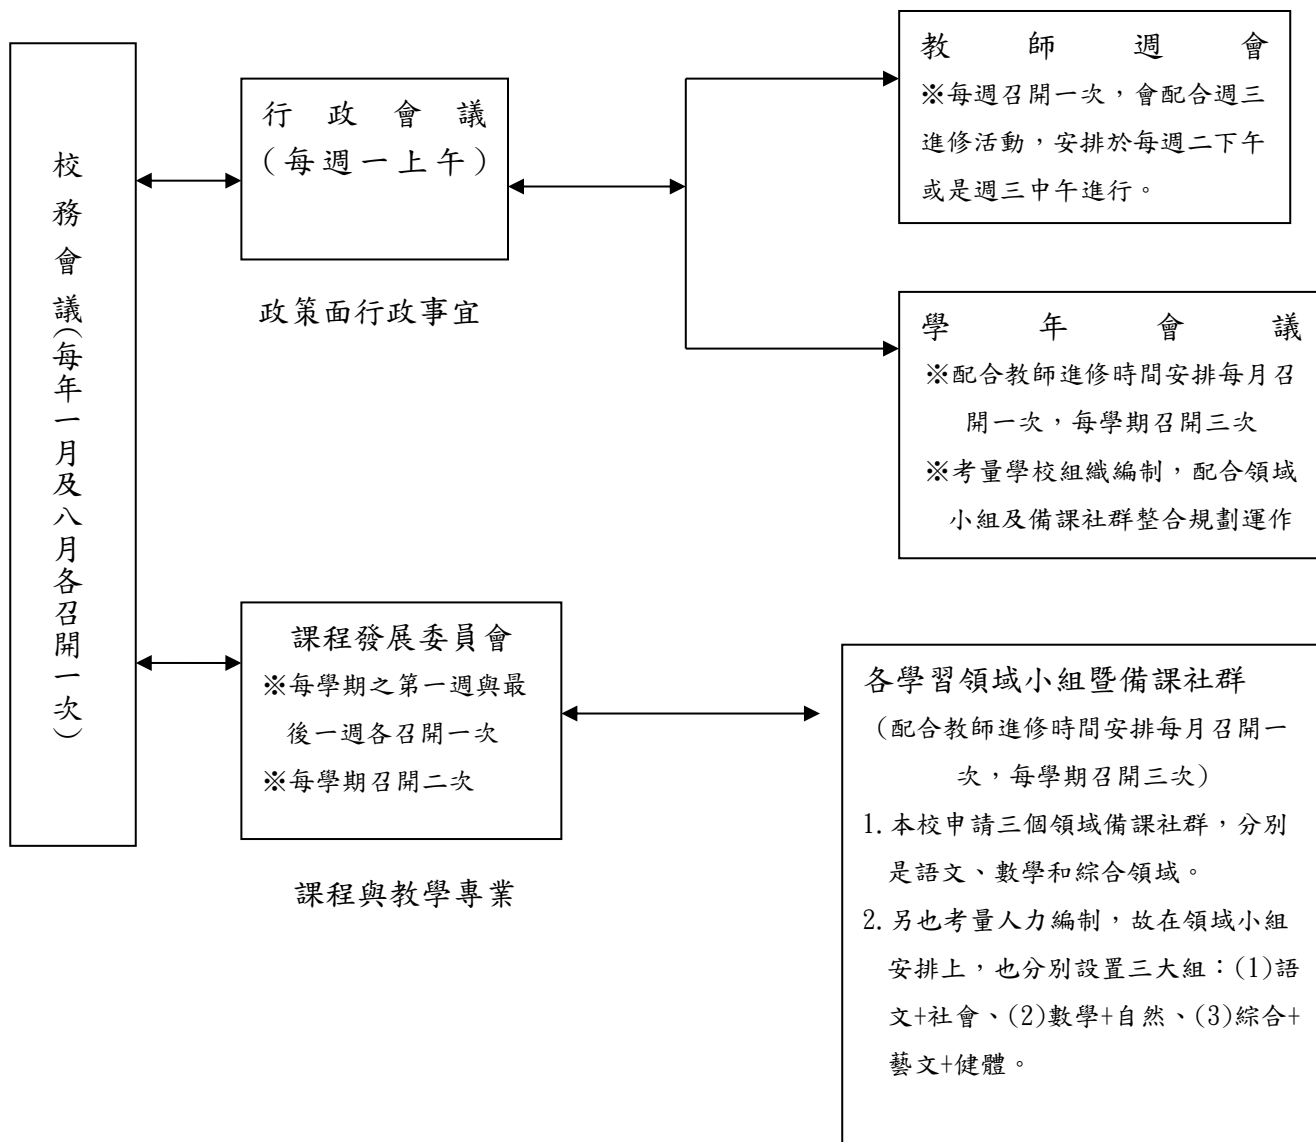 校務會議(每年一月及八月各召開一次)
行政會議
(每週一上午)
政策面行政事宜
教師週會
※每週召開一次，會配合週三
進修活動，安排於每週二下午
或是週三中午進行。
學年會議
※配合教師進修時間安排每月召
開一次，每學期召開三次
※考量學校組織編制，配合領域
小組及備課社群整合規劃運作
課程發展委員會
※每學期之第一週與最
後一週各召開一次
※每學期召開二次
課程與教學專業
各學習領域小組暨備課社群
(配合教師進修時間安排每月召開一
次，每學期召開三次)
1. 本校申請三個領域備課社群，分別
是語文、數學和綜合領域。
2. 另也考量人力編制，故在領域小組
安排上，也分別設置三大組：(1)語
文+社會、(2)數學+自然、(3)綜合+
藝文+健體。